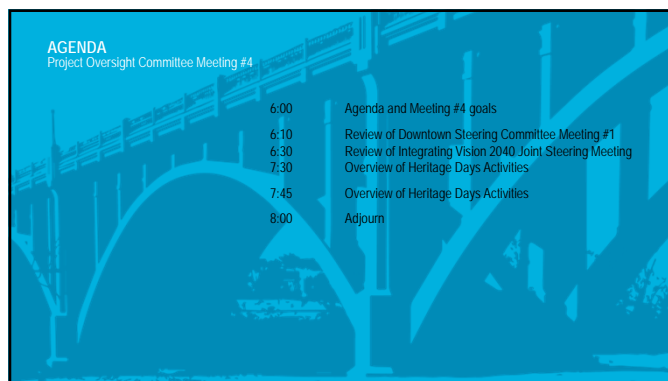 AGENDA
Project Oversight Committee Meeting #4
6:00 Agenda and Meeting #4 goals
6:10 Review of Downtown Steering Committee Meeting #1
6:30 Review of Integrating Vision 2040 Joint Steering Meeting
7:30 Overview of Heritage Days Activities
7:45 Overview of Heritage Days Activities
8:00 Adjourn